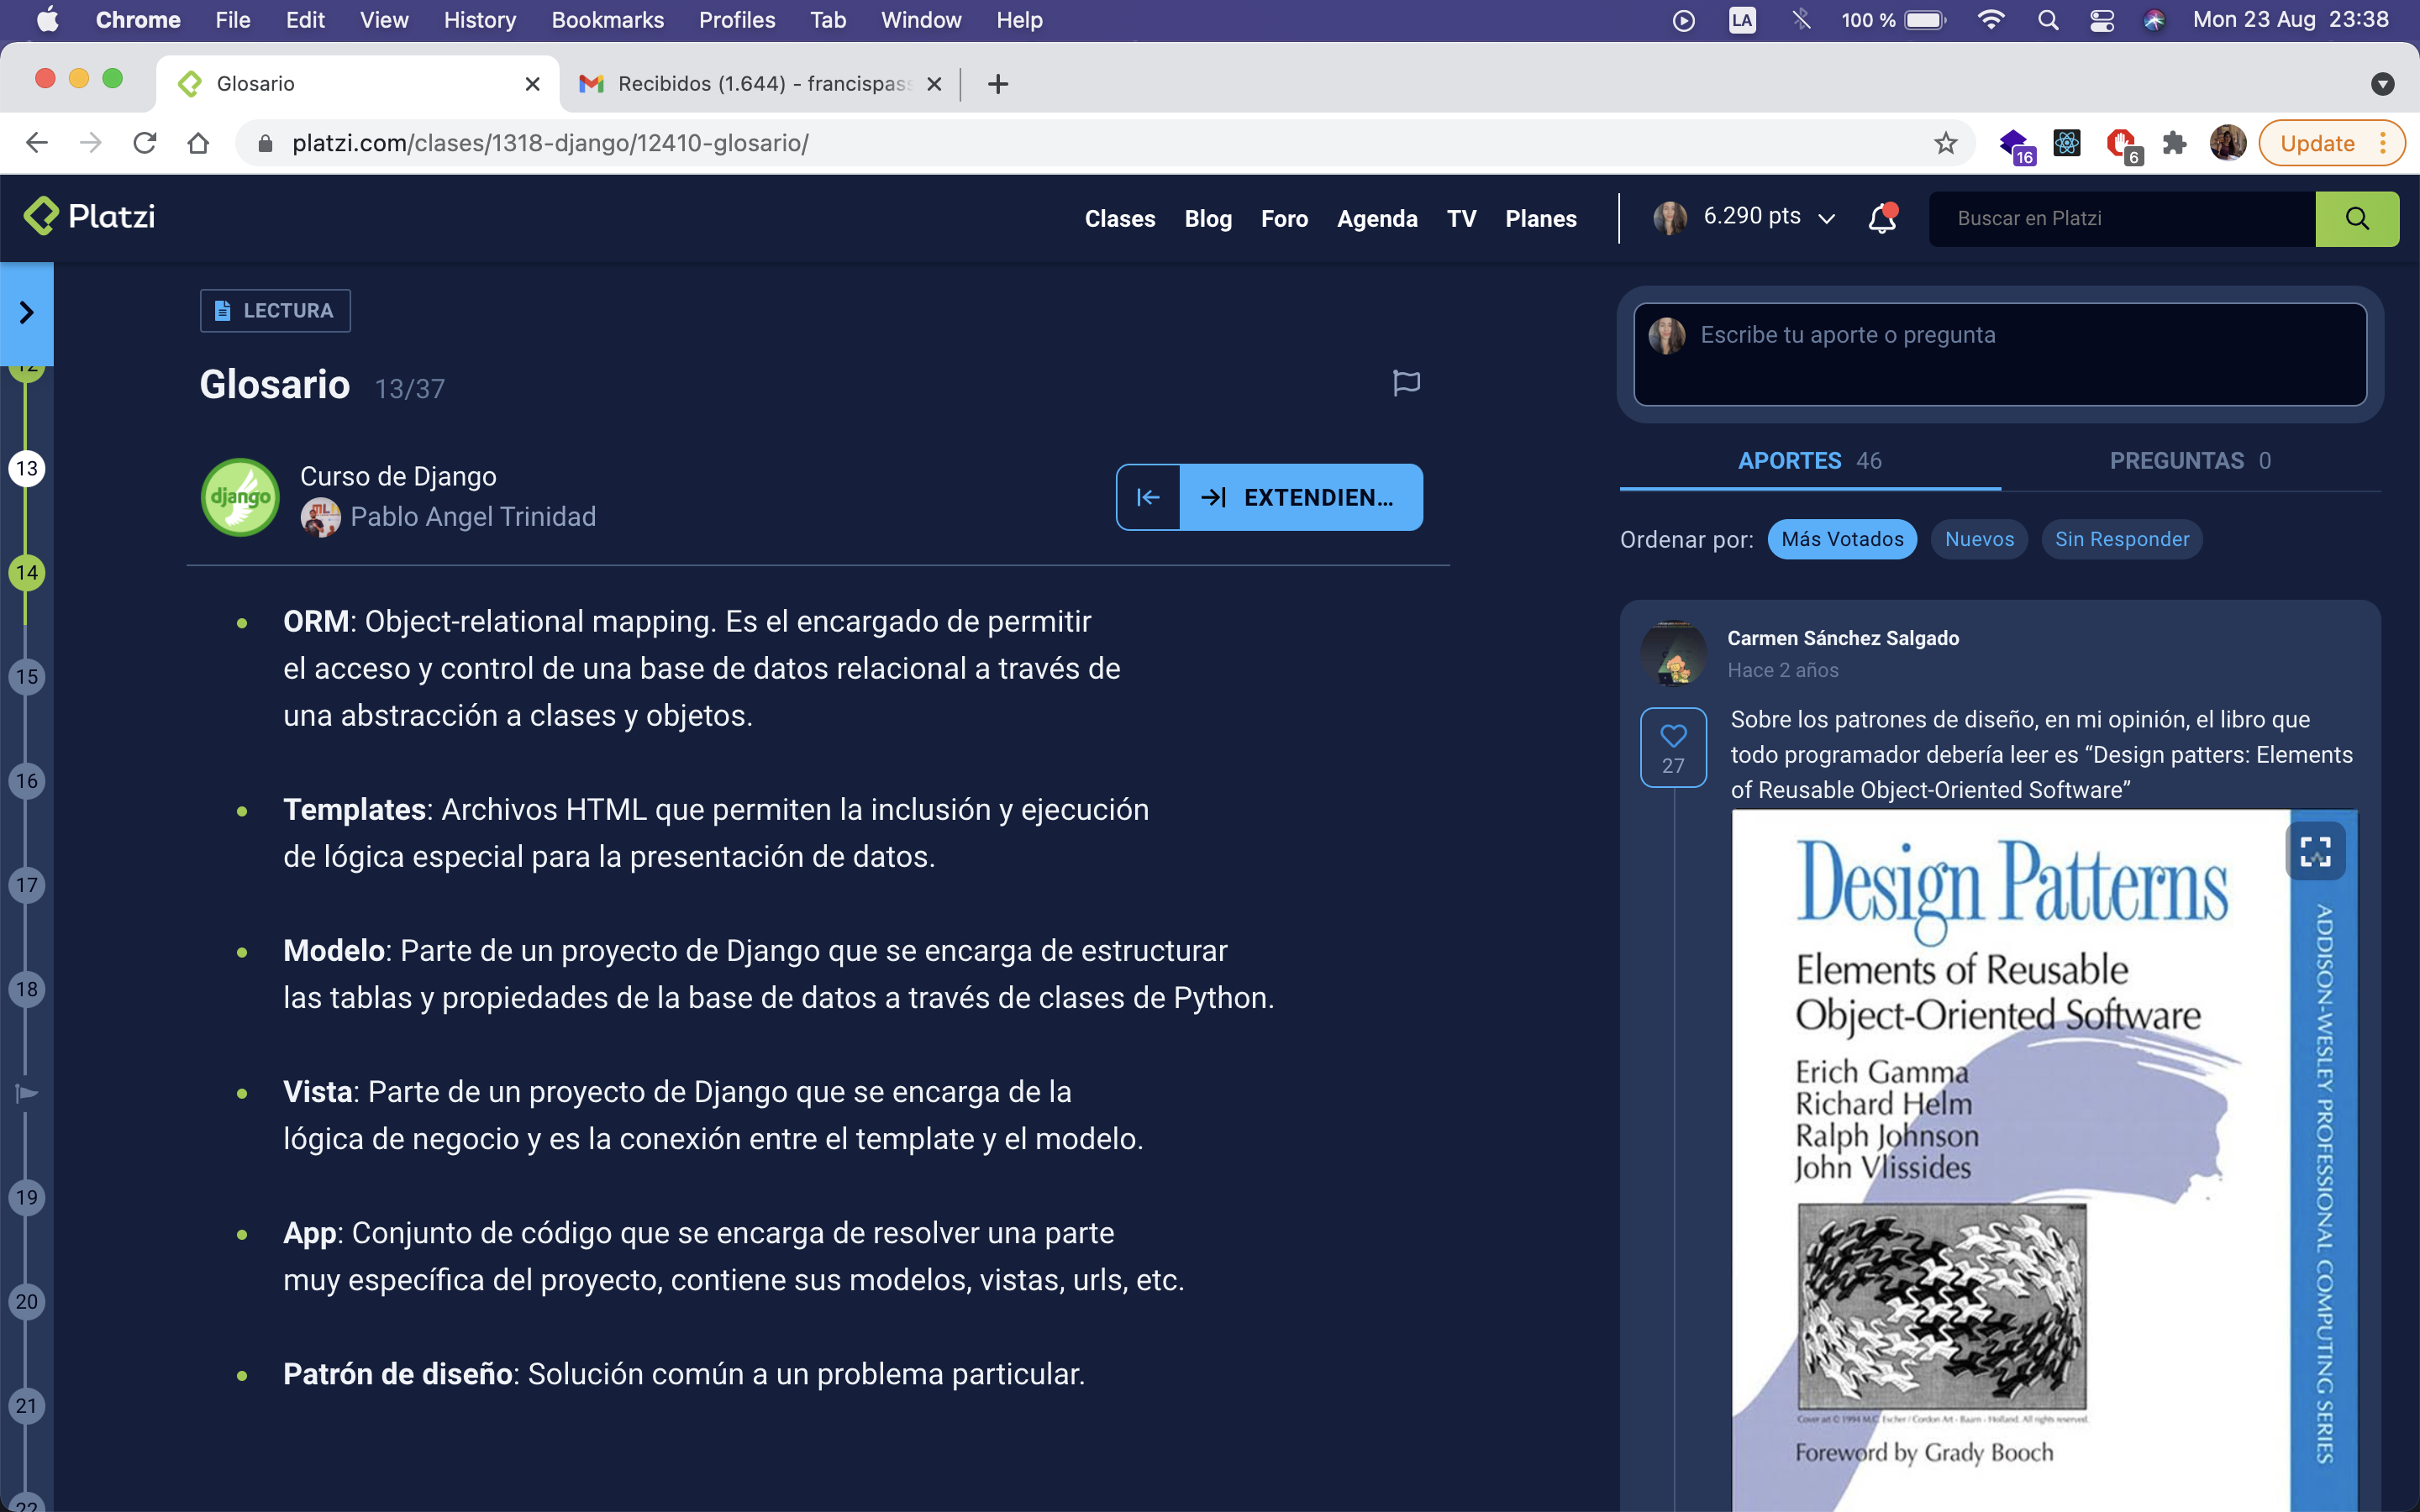 Chrome File Edit View History Bookmarks Profiles Tab Window Help LA 100 % Mon 23 Aug 23:38
Glosario
Recibidos (1.644) - francispass
platzi.com/clases/1318-django/12410-glosario/
16
6
Update
Platzi
Clases Blog Foro Agenda TV Planes 6.290 pts Buscar en Platzi
12
13
14
15
16
17
18
19
20
21
22
LECTURA
Glosario 13/37
django
Curso de Django
Pablo Angel Trinidad
EXTENDIEN...
ORM: Object-relational mapping. Es el encargado de permitir
el acceso y control de una base de datos relacional a través de
una abstracción a clases y objetos.
Templates: Archivos HTML que permiten la inclusión y ejecución
de lógica especial para la presentación de datos.
Modelo: Parte de un proyecto de Django que se encarga de estructurar
las tablas y propiedades de la base de datos a través de clases de Python.
Vista: Parte de un proyecto de Django que se encarga de la
lógica de negocio y es la conexión entre el template y el modelo.
App: Conjunto de código que se encarga de resolver una parte
muy específica del proyecto, contiene sus modelos, vistas, urls, etc.
Patrón de diseño: Solución común a un problema particular.
Escribe tu aporte o pregunta
APORTES 46 PREGUNTAS 0
Ordenar por: Más Votados Nuevos Sin Responder
Carmen Sánchez Salgado
Hace 2 años
27
Sobre los patrones de diseño, en mi opinión, el libro que
todo programador debería leer es “Design patters: Elements
of Reusable Object-Oriented Software”
Design Patterns
Elements of Reusable
Object-Oriented Software
Erich Gamma
Richard Helm
Ralph Johnson
John Vlissides
Cover art © 1994 M.C. Escher / Cordon Art - Baarn - Holland. All rights reserved.
Foreword by Grady Booch
ADDISON-WESLEY PROFESSIONAL COMPUTING SERIES